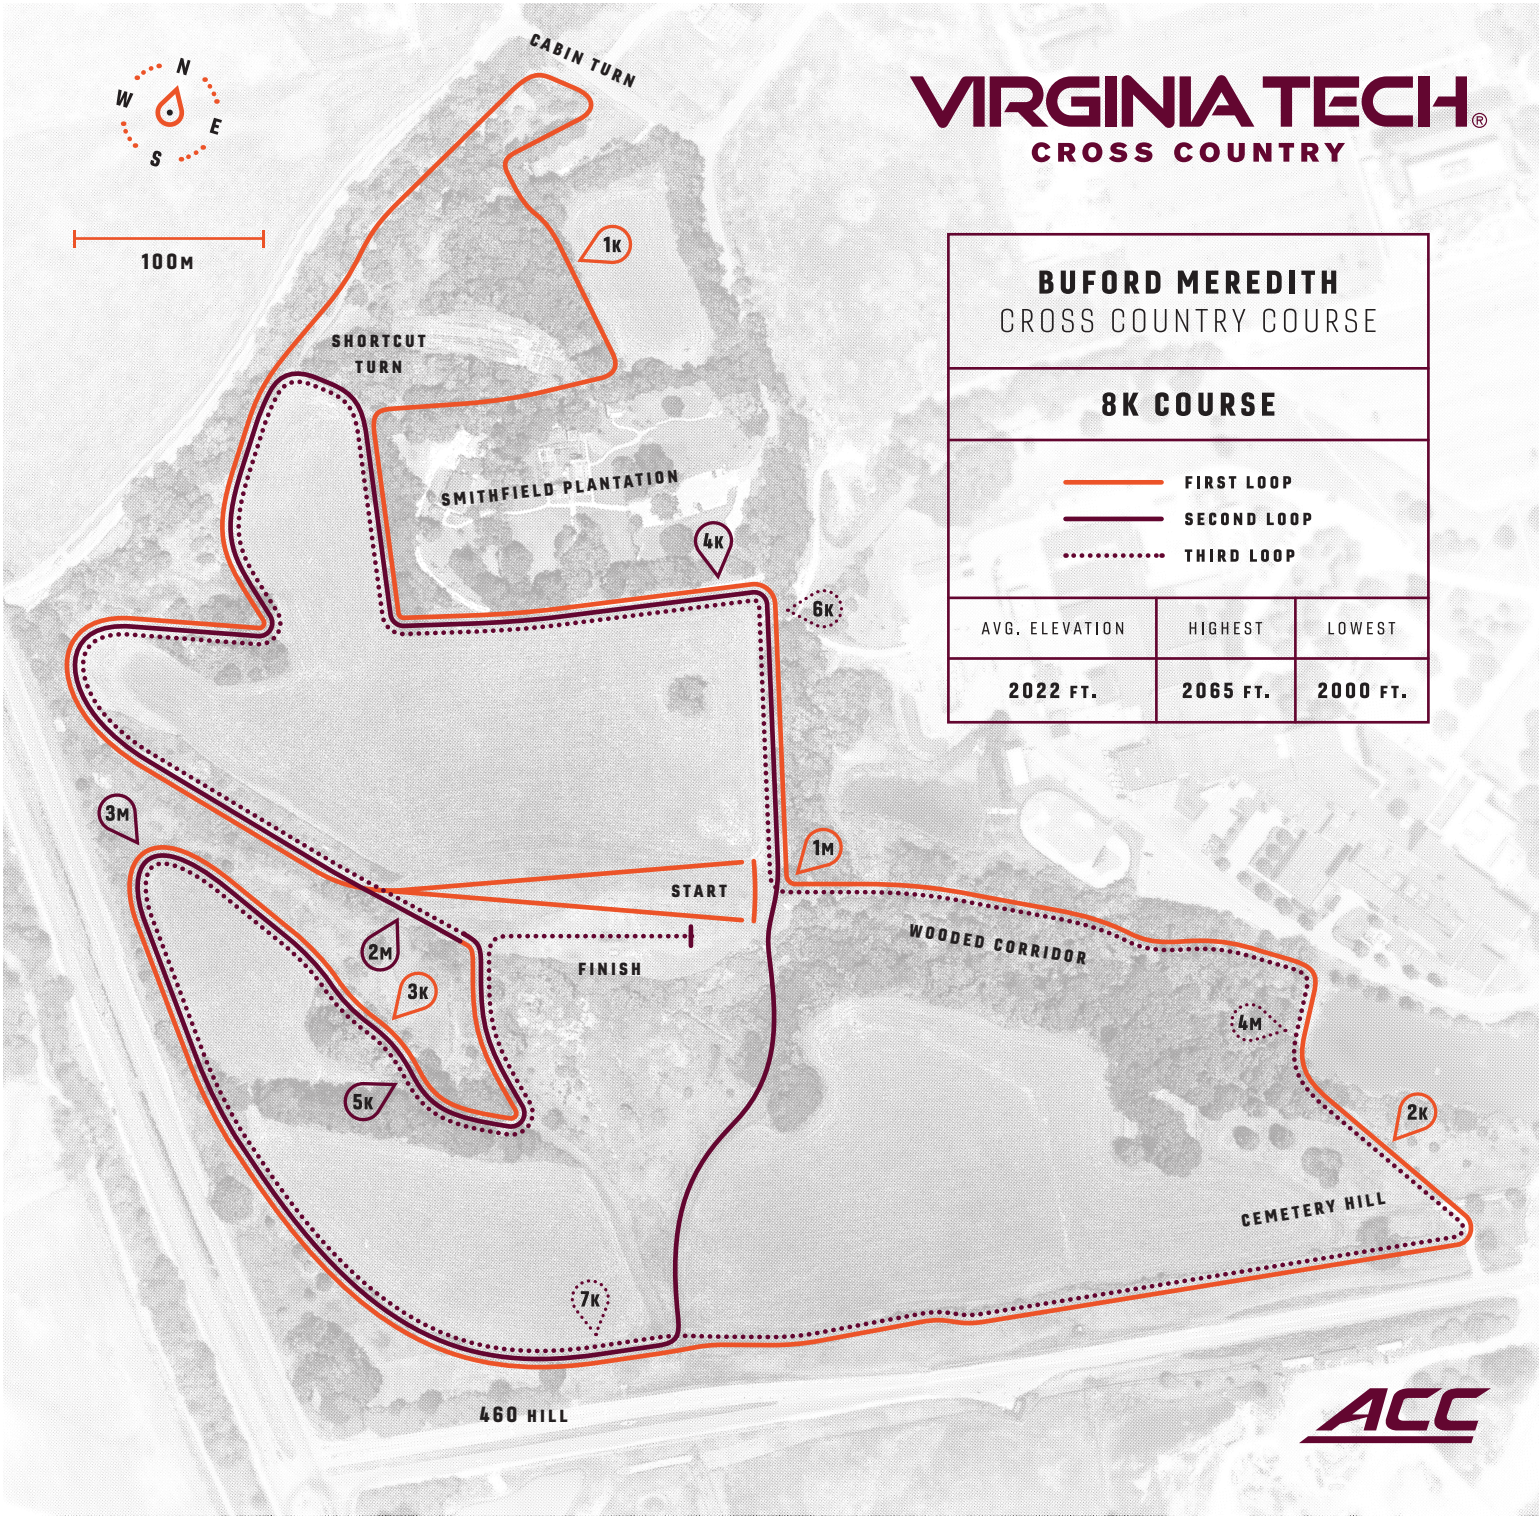 CABIN TURN
N
W
E
S
100M
VIRGINIA TECH®
CROSS COUNTRY
1K
BUFORD MEREDITH
CROSS COUNTRY COURSE
8K COURSE
FIRST LOOP
SECOND LOOP
THIRD LOOP
AVG. ELEVATION HIGHEST LOWEST
2022 FT. 2065 FT. 2000 FT.
SHORTCUT
TURN
SMITHFIELD PLANTATION
4K
6K
3M
1M
START
2M
FINISH
WOODED CORRIDOR
3K
4M
5K
2K
CEMETERY HILL
7K
460 HILL
ACC